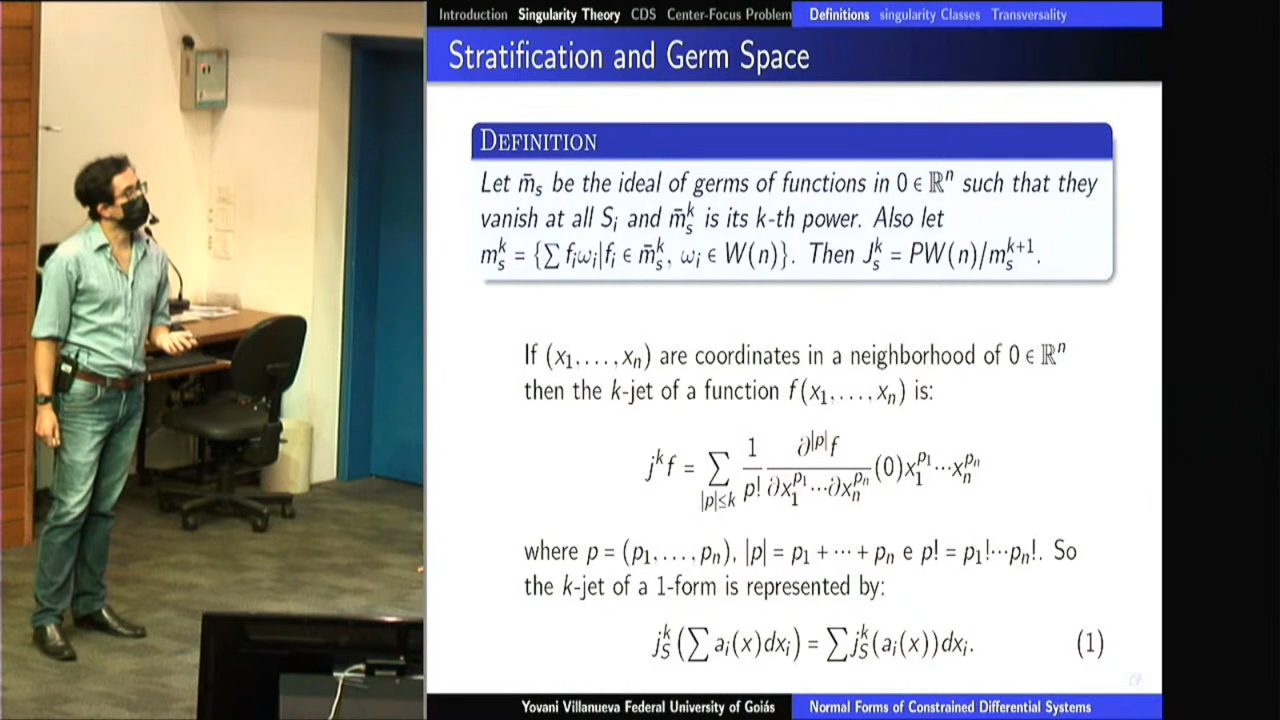 Introduction Singularity Theory CDS Center-Focus Problem Definitions singularity Classes Transversality
Stratification and Germ Space
DEFINITION
Let m̄ₛ be the ideal of germs of functions in 0 ∈ ℝⁿ such that they
vanish at all Sᵢ and m̄ₛᵏ is its k-th power. Also let
mₛᵏ = {∑ fᵢωᵢ|fᵢ ∈ m̄ₛᵏ, ωᵢ ∈ W(n)}. Then Jₛᵏ = PW(n)/mₛᵏ⁺¹.
If (x₁, . . . , xₙ) are coordinates in a neighborhood of 0 ∈ ℝⁿ
then the k-jet of a function f(x₁, . . . , xₙ) is:
jᵏf = ∑_{|p|≤k} \frac{1}{p!} \frac{∂^{|p|}f}{∂x₁^{p₁}···∂xₙ^{pₙ}}(0)x₁^{p₁}···xₙ^{pₙ}
where p = (p₁, . . . , pₙ), |p| = p₁ + ··· + pₙ e p! = p₁!···pₙ!. So
the k-jet of a 1-form is represented by:
j_S^k(∑ aᵢ(x)dxᵢ) = ∑ j_S^k(aᵢ(x))dxᵢ. (1)
Yovani Villanueva Federal University of Goiás Normal Forms of Constrained Differential Systems